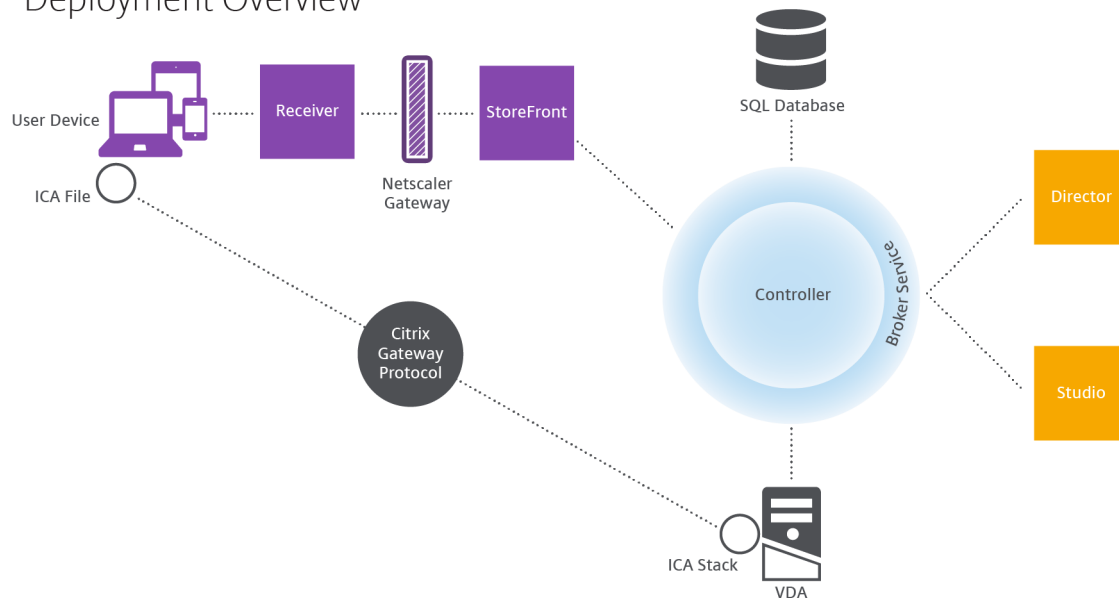 Deployment Overview
SQL Database
User Device
Receiver
StoreFront
Netscaler
Gateway
ICA File
Director
Controller
Broker Service
Citrix
Gateway
Protocol
Studio
ICA Stack
VDA